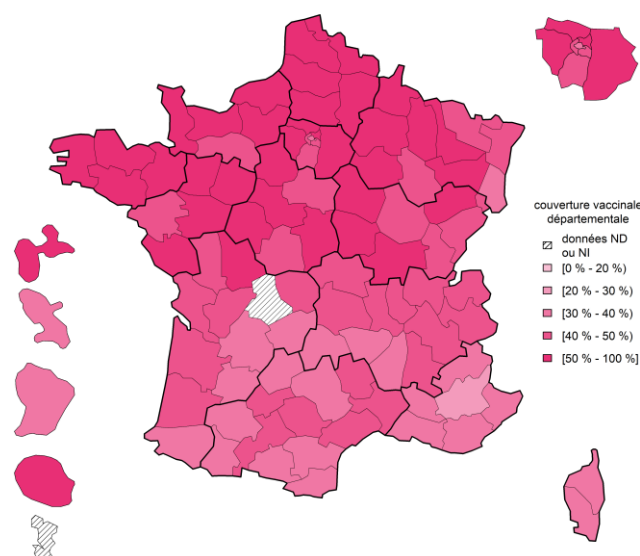 couverture vaccinale
départementale
données ND
ou NI
[0 % - 20 %)
[20 % - 30 %)
[30 % - 40 %)
[40 % - 50 %)
[50 % - 100 %]